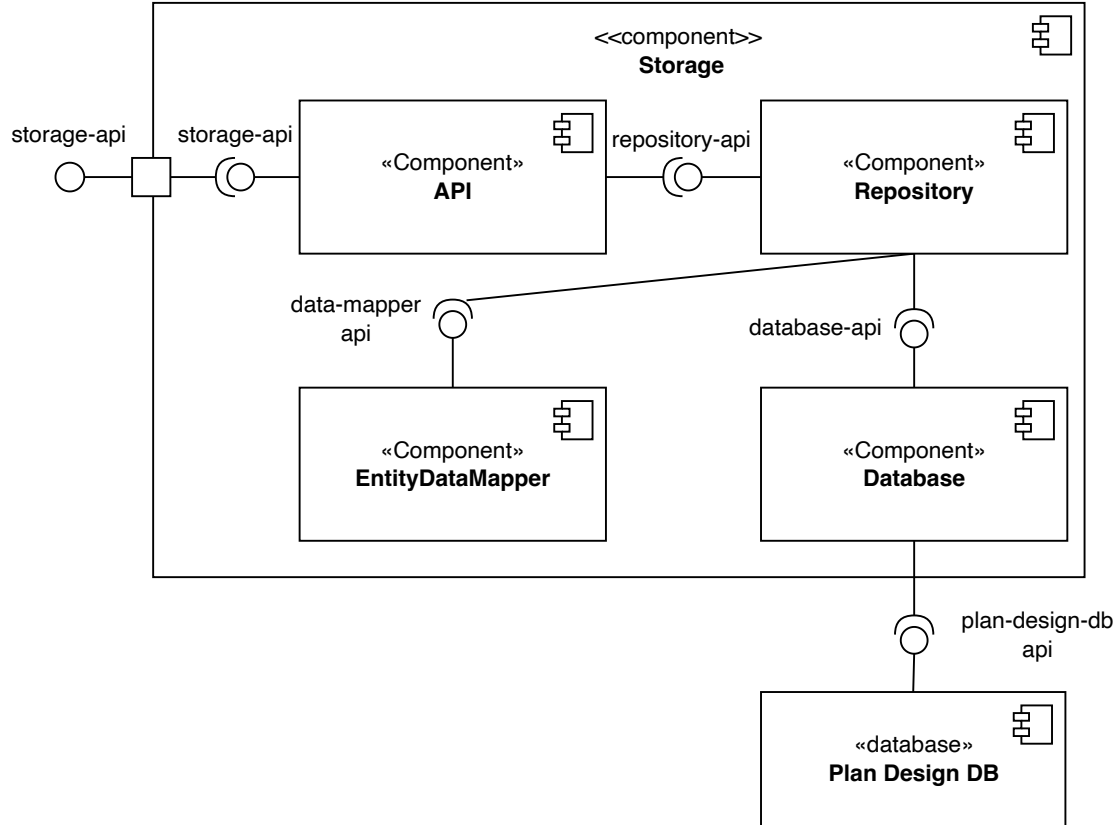 <<component>>
Storage
storage-api
storage-api
«Component»
API
repository-api
«Component»
Repository
data-mapper
api
database-api
«Component»
EntityDataMapper
«Component»
Database
plan-design-db
api
«database»
Plan Design DB